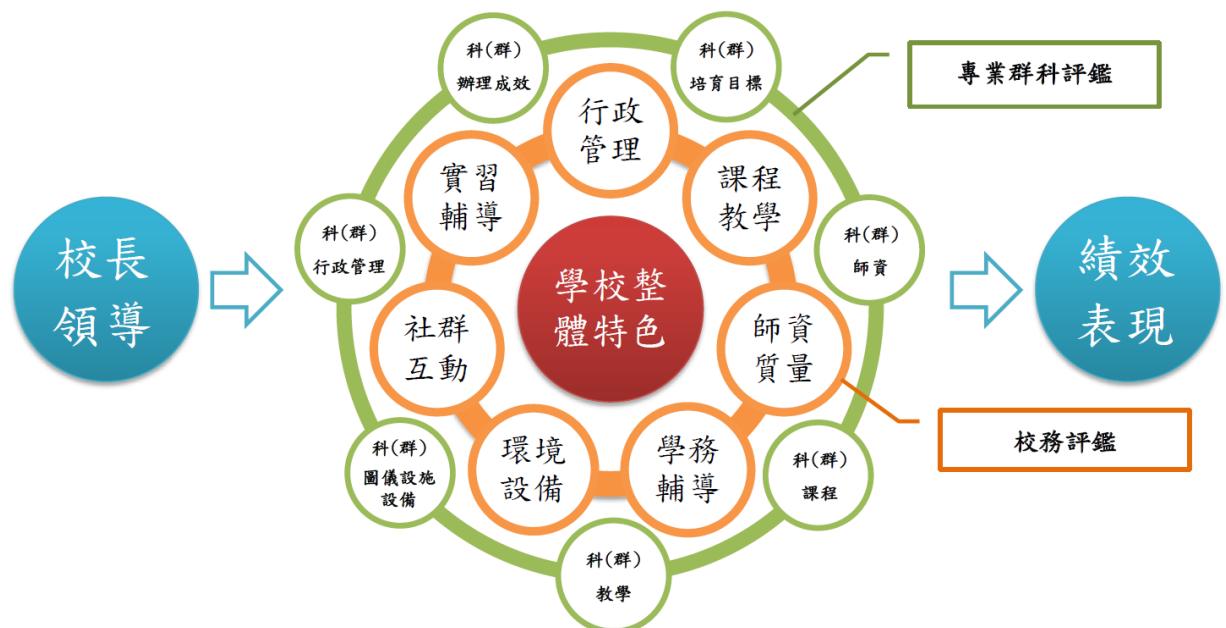 校長
領導
科(群)
辦理成效
科(群)
培育目標
專業群科評鑑
行政
管理
實習
輔導
課程
教學
科(群)
行政管理
科(群)
師資
學校整
體特色
社群
互動
師資
質量
績效
表現
校務評鑑
環境
設備
學務
輔導
科(群)
圖儀設施
設備
科(群)
課程
科(群)
教學